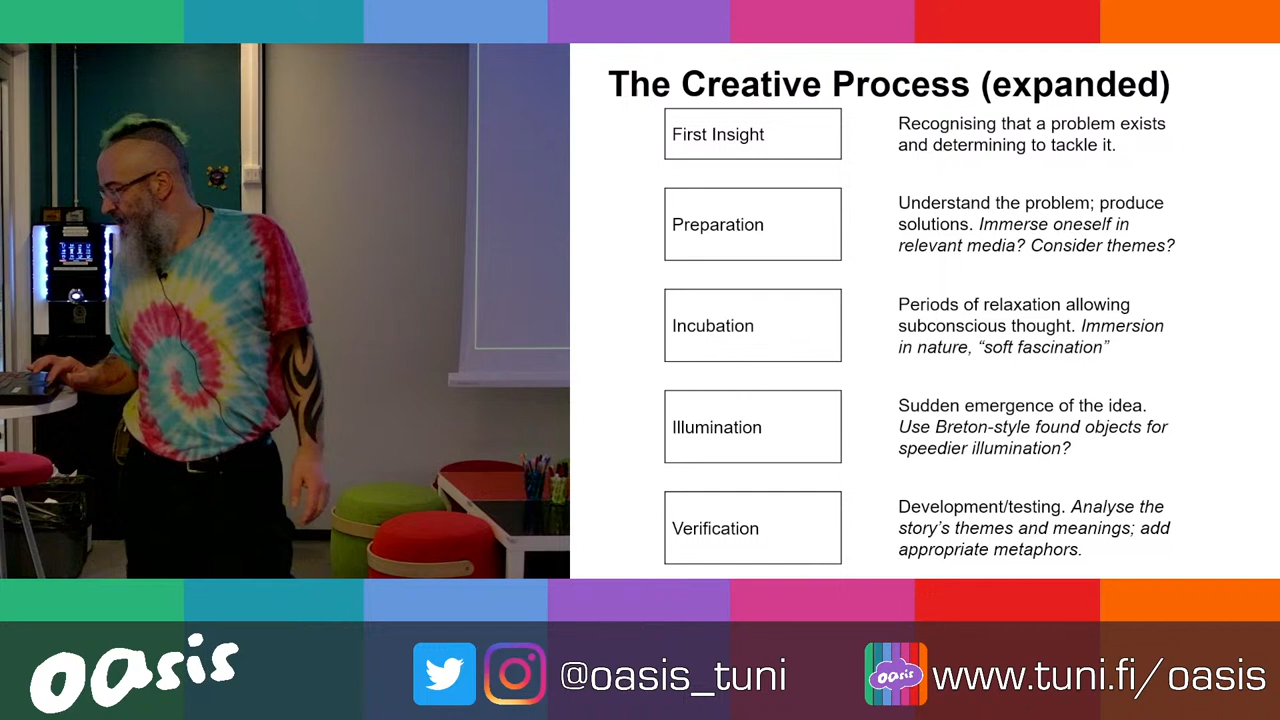 The Creative Process (expanded)
First Insight
Recognising that a problem exists
and determining to tackle it.
Preparation
Understand the problem; produce
solutions. Immerse oneself in
relevant media? Consider themes?
Incubation
Periods of relaxation allowing
subconscious thought. Immersion
in nature, “soft fascination”
Illumination
Sudden emergence of the idea.
Use Breton-style found objects for
speedier illumination?
Verification
Development/testing. Analyse the
story’s themes and meanings; add
appropriate metaphors.
oasis
@oasis_tuni
oasis
www.tuni.fi/oasis